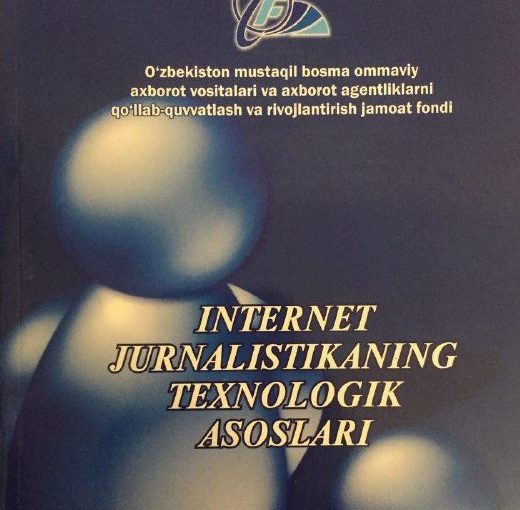 F
O'zbekiston mustaqil bosma ommaviy
axborot vositalari va axborot agentliklarni
qo'llab-quvvatlash va rivojlantirish jamoat fondi
INTERNET
JURNALISTIKANING
TEXNOLOGIK
ASOSLARI